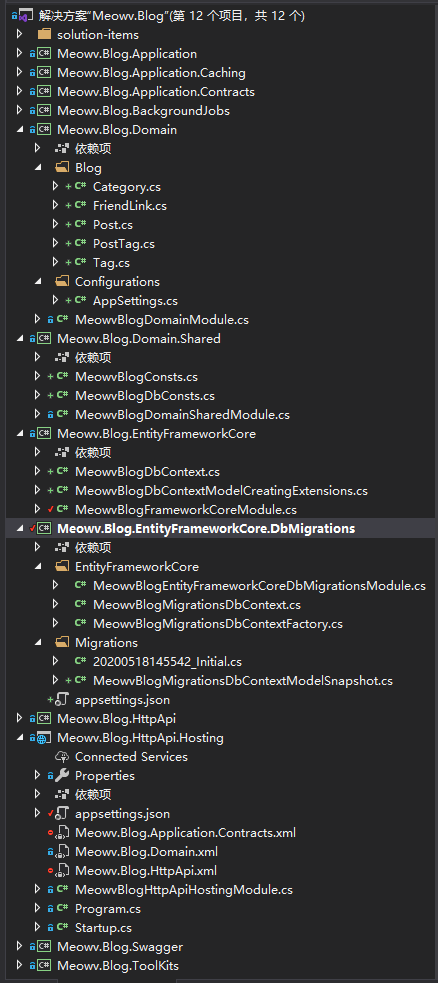 解决方案"Meowv.Blog"(第 12 个项目，共 12 个)
solution-items
Meowv.Blog.Application
Meowv.Blog.Application.Caching
Meowv.Blog.Application.Contracts
Meowv.Blog.BackgroundJobs
Meowv.Blog.Domain
依赖项
Blog
Category.cs
FriendLink.cs
Post.cs
PostTag.cs
Tag.cs
Configurations
AppSettings.cs
MeowvBlogDomainModule.cs
Meowv.Blog.Domain.Shared
依赖项
MeowvBlogConsts.cs
MeowvBlogDbConsts.cs
MeowvBlogDomainSharedModule.cs
Meowv.Blog.EntityFrameworkCore
依赖项
MeowvBlogDbContext.cs
MeowvBlogDbContextModelCreatingExtensions.cs
MeowvBlogFrameworkCoreModule.cs
Meowv.Blog.EntityFrameworkCore.DbMigrations
依赖项
EntityFrameworkCore
MeowvBlogEntityFrameworkCoreDbMigrationsModule.cs
MeowvBlogMigrationsDbContext.cs
MeowvBlogMigrationsDbContextFactory.cs
Migrations
20200518145542_Initial.cs
MeowvBlogMigrationsDbContextModelSnapshot.cs
appsettings.json
Meowv.Blog.HttpApi
Meowv.Blog.HttpApi.Hosting
Connected Services
Properties
依赖项
appsettings.json
Meowv.Blog.Application.Contracts.xml
Meowv.Blog.Domain.xml
Meowv.Blog.HttpApi.xml
MeowvBlogHttpApiHostingModule.cs
Program.cs
Startup.cs
Meowv.Blog.Swagger
Meowv.Blog.ToolKits